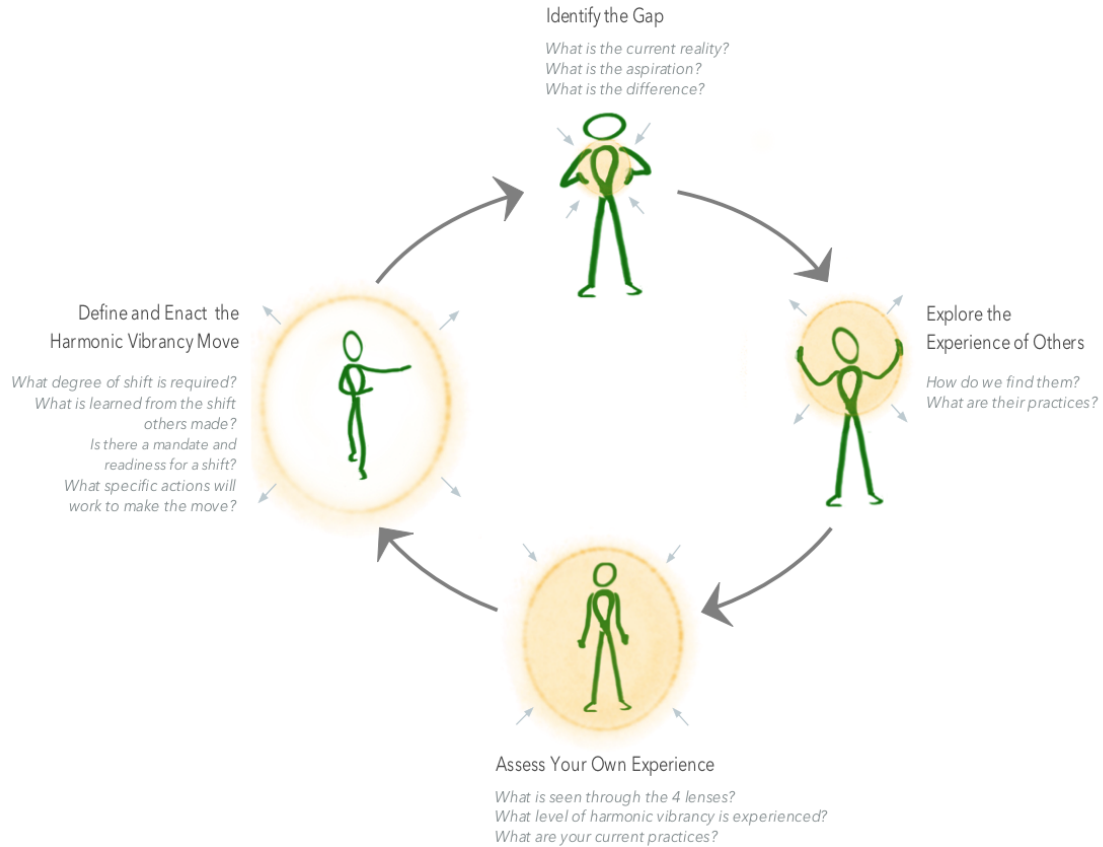 Identify the Gap
What is the current reality?
What is the aspiration?
What is the difference?
Explore the
Experience of Others
How do we find them?
What are their practices?
Assess Your Own Experience
What is seen through the 4 lenses?
What level of harmonic vibrancy is experienced?
What are your current practices?
Define and Enact the
Harmonic Vibrancy Move
What degree of shift is required?
What is learned from the shift
others made?
Is there a mandate and
readiness for a shift?
What specific actions will
work to make the move?